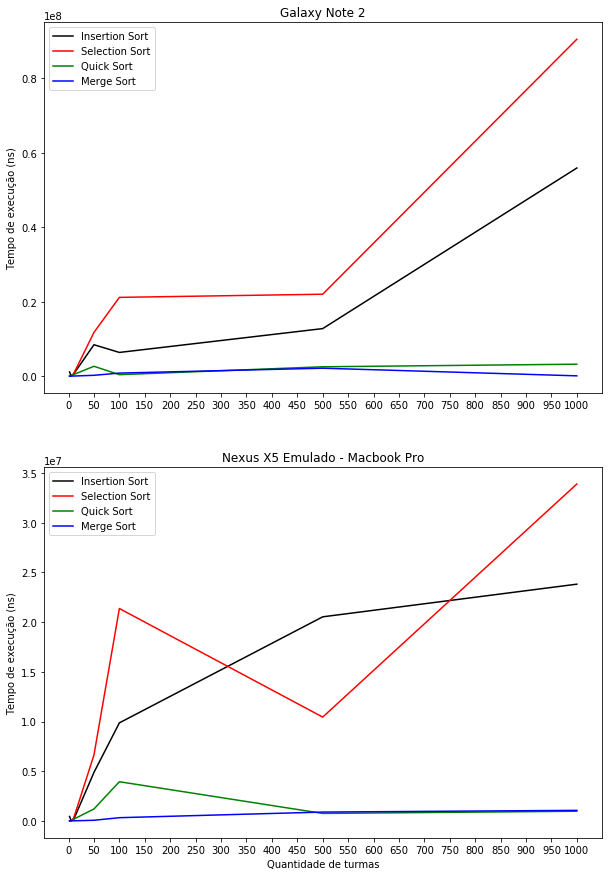 Galaxy Note 2
1e8
Insertion Sort
Selection Sort
Quick Sort
Merge Sort
Tempo de execução (ns)
0.8
0.6
0.4
0.2
0.0
0 50 100 150 200 250 300 350 400 450 500 550 600 650 700 750 800 850 900 950 1000
Nexus X5 Emulado - Macbook Pro
1e7
Insertion Sort
Selection Sort
Quick Sort
Merge Sort
Tempo de execução (ns)
3.5
3.0
2.5
2.0
1.5
1.0
0.5
0.0
0 50 100 150 200 250 300 350 400 450 500 550 600 650 700 750 800 850 900 950 1000
Quantidade de turmas